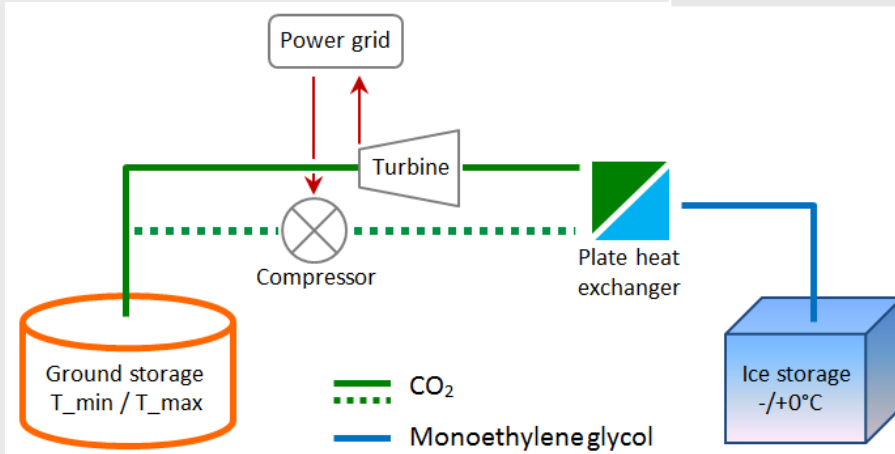 Power grid
Turbine
Compressor
Plate heat
exchanger
Ground storage
T_min / T_max
Ice storage
-/+0°C
CO₂
Monoethylene glycol